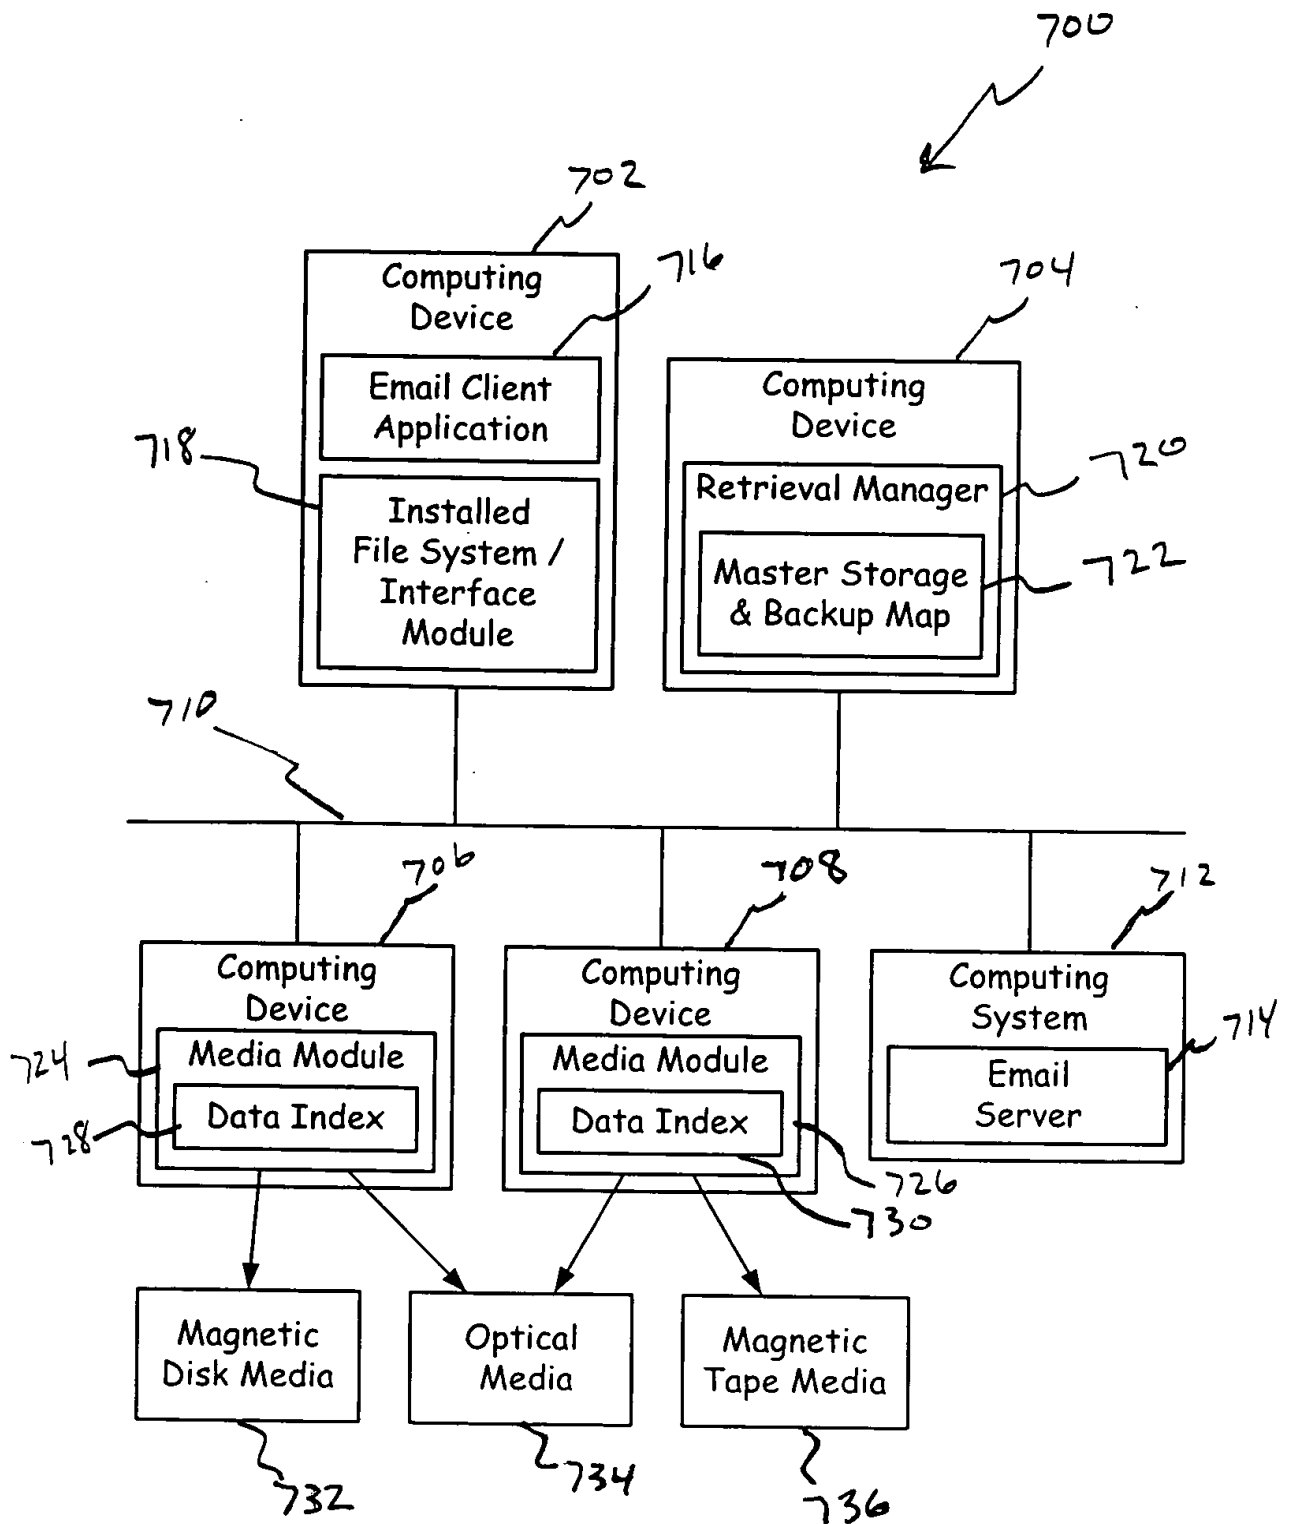 700
702
Computing
Device
716
Email Client
Application
718
Installed
File System /
Interface
Module
704
Computing
Device
720
Retrieval Manager
722
Master Storage
& Backup Map
710
706
Computing
Device
724
Media Module
728
Data Index
708
Computing
Device
Media Module
Data Index
726
730
712
Computing
System
714
Email
Server
Magnetic
Disk Media
732
Optical
Media
734
Magnetic
Tape Media
736